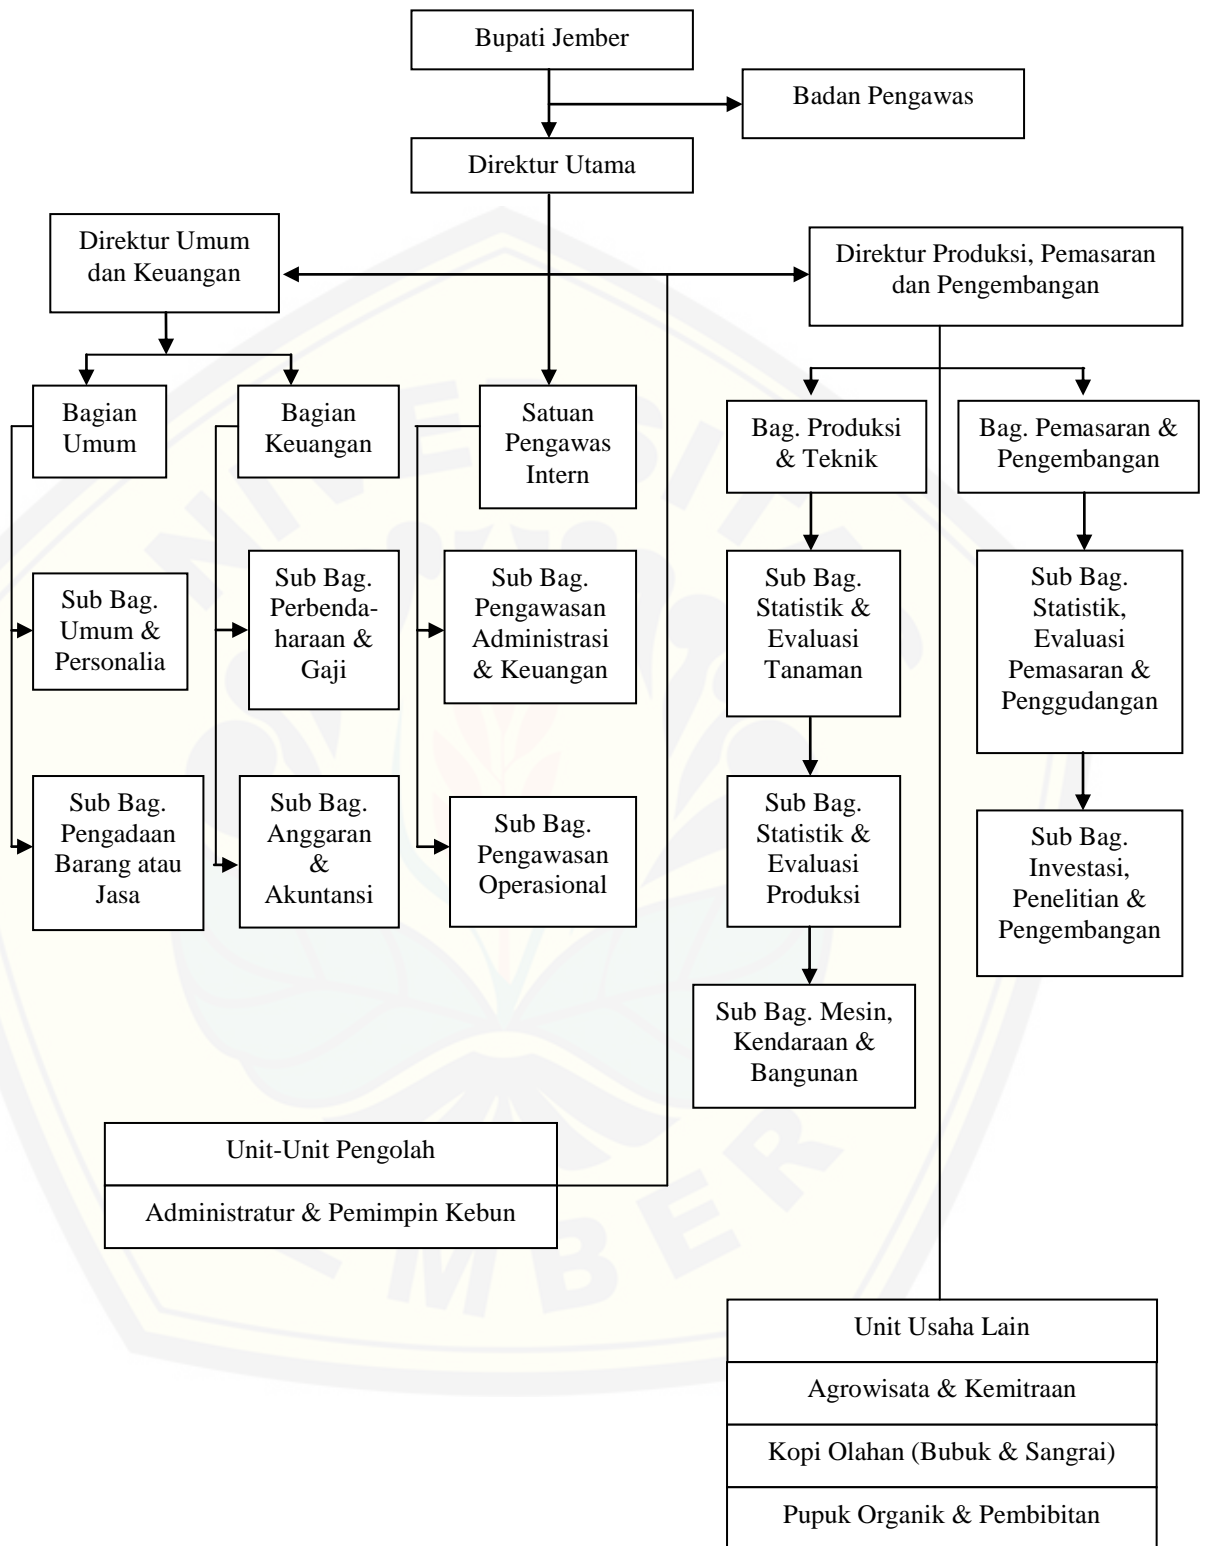 Bupati Jember
Badan Pengawas
Direktur Utama
Direktur Umum
dan Keuangan
Direktur Produksi, Pemasaran
dan Pengembangan
Bagian
Umum
Bagian
Keuangan
Satuan
Pengawas
Intern
Bag. Produksi
& Teknik
Bag. Pemasaran &
Pengembangan
Sub Bag.
Umum &
Personalia
Sub Bag.
Perbenda-
haraan &
Gaji
Sub Bag.
Pengawasan
Administrasi
& Keuangan
Sub Bag.
Statistik &
Evaluasi
Tanaman
Sub Bag.
Statistik,
Evaluasi
Pemasaran &
Penggudangan
Sub Bag.
Pengadaan
Barang atau
Jasa
Sub Bag.
Anggaran
&
Akuntansi
Sub Bag.
Pengawasan
Operasional
Sub Bag.
Statistik &
Evaluasi
Produksi
Sub Bag.
Investasi,
Penelitian &
Pengembangan
Sub Bag. Mesin,
Kendaraan &
Bangunan
Unit-Unit Pengolah
Administratur & Pemimpin Kebun
Unit Usaha Lain
Agrowisata & Kemitraan
Kopi Olahan (Bubuk & Sangrai)
Pupuk Organik & Pembibitan